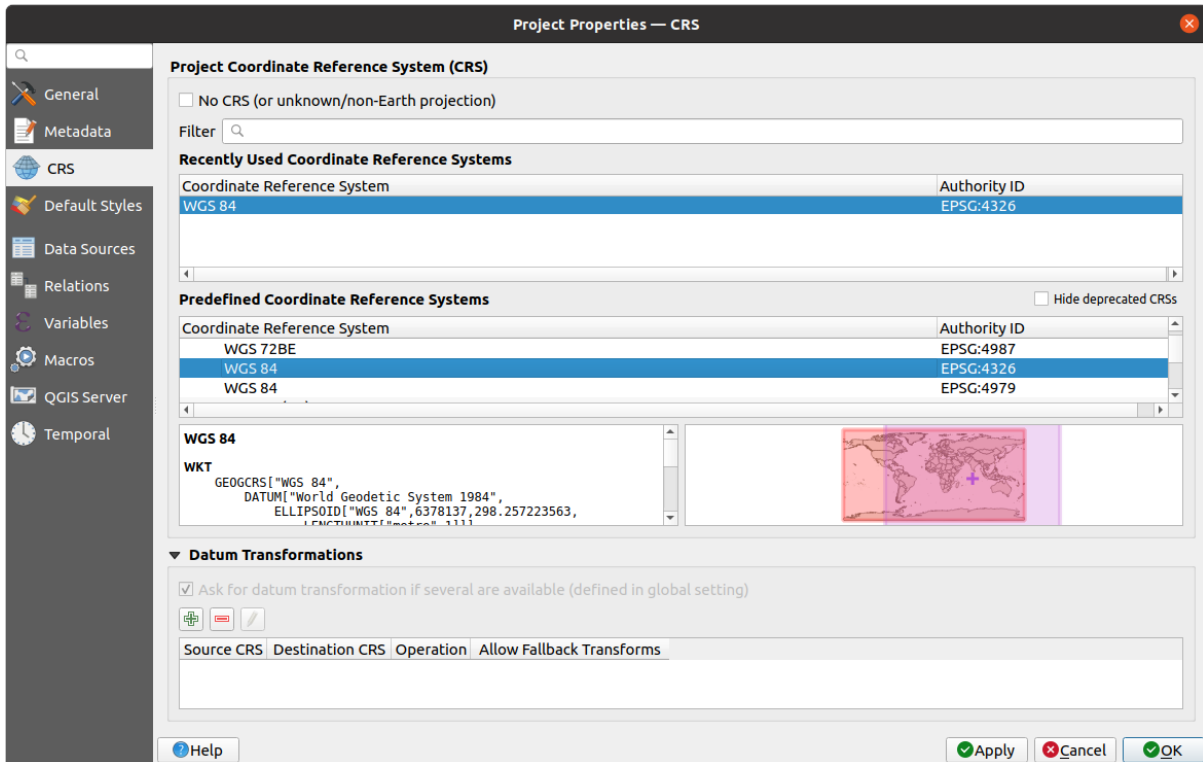 Project Properties — CRS
General
Metadata
CRS
Default Styles
Data Sources
Relations
Variables
Macros
QGIS Server
Temporal
Project Coordinate Reference System (CRS)
No CRS (or unknown/non-Earth projection)
Filter
Recently Used Coordinate Reference Systems
Coordinate Reference System Authority ID
WGS 84 EPSG:4326
Predefined Coordinate Reference Systems Hide deprecated CRSs
Coordinate Reference System Authority ID
WGS 72BE EPSG:4987
WGS 84 EPSG:4326
WGS 84 EPSG:4979
WGS 84
WKT
GEOGCRS["WGS 84",
DATUM["World Geodetic System 1984",
ELLIPSOID["WGS 84",6378137,298.257223563,
LENGTHUNIT["metre",1]]]
Datum Transformations
Ask for datum transformation if several are available (defined in global setting)
Source CRS Destination CRS Operation Allow Fallback Transforms
Help
Apply
Cancel
OK